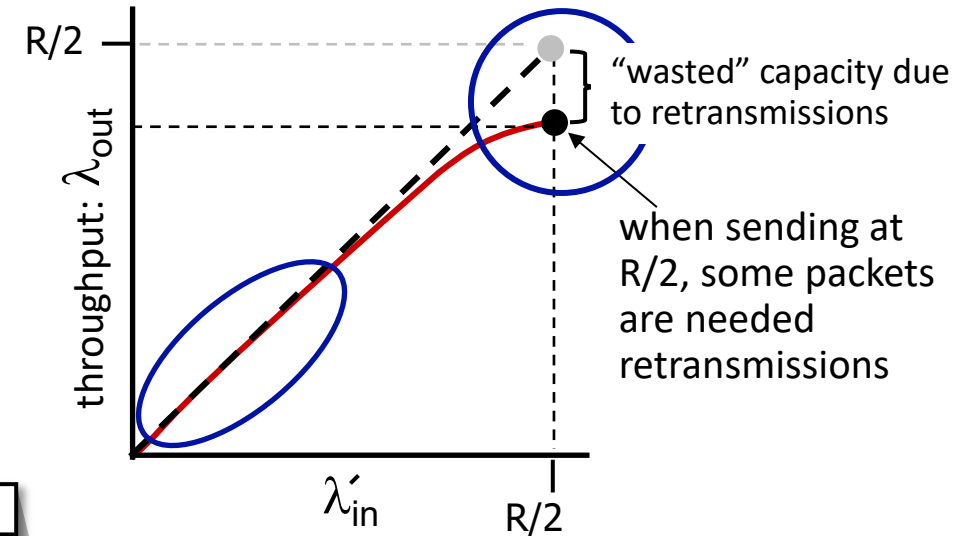 R/2
“wasted” capacity due
to retransmissions
throughput: λout
when sending at
R/2, some packets
are needed
retransmissions
λ′in
R/2